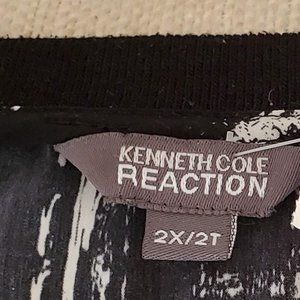 KENNETH COLE
REACTION
2X/2T